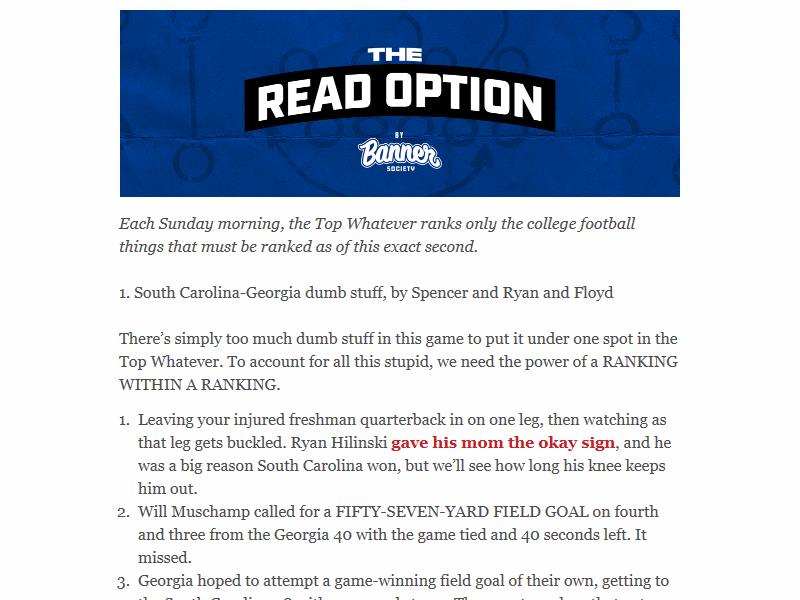 THE
READ OPTION
BY
Banner
SOCIETY
Each Sunday morning, the Top Whatever ranks only the college football
things that must be ranked as of this exact second.
1. South Carolina-Georgia dumb stuff, by Spencer and Ryan and Floyd
There’s simply too much dumb stuff in this game to put it under one spot in the
Top Whatever. To account for all this stupid, we need the power of a RANKING
WITHIN A RANKING.
1. Leaving your injured freshman quarterback in on one leg, then watching as
that leg gets buckled. Ryan Hilinski gave his mom the okay sign, and he
was a big reason South Carolina won, but we’ll see how long his knee keeps
him out.
2. Will Muschamp called for a FIFTY-SEVEN-YARD FIELD GOAL on fourth
and three from the Georgia 40 with the game tied and 40 seconds left. It
missed.
3. Georgia hoped to attempt a game-winning field goal of their own, getting to